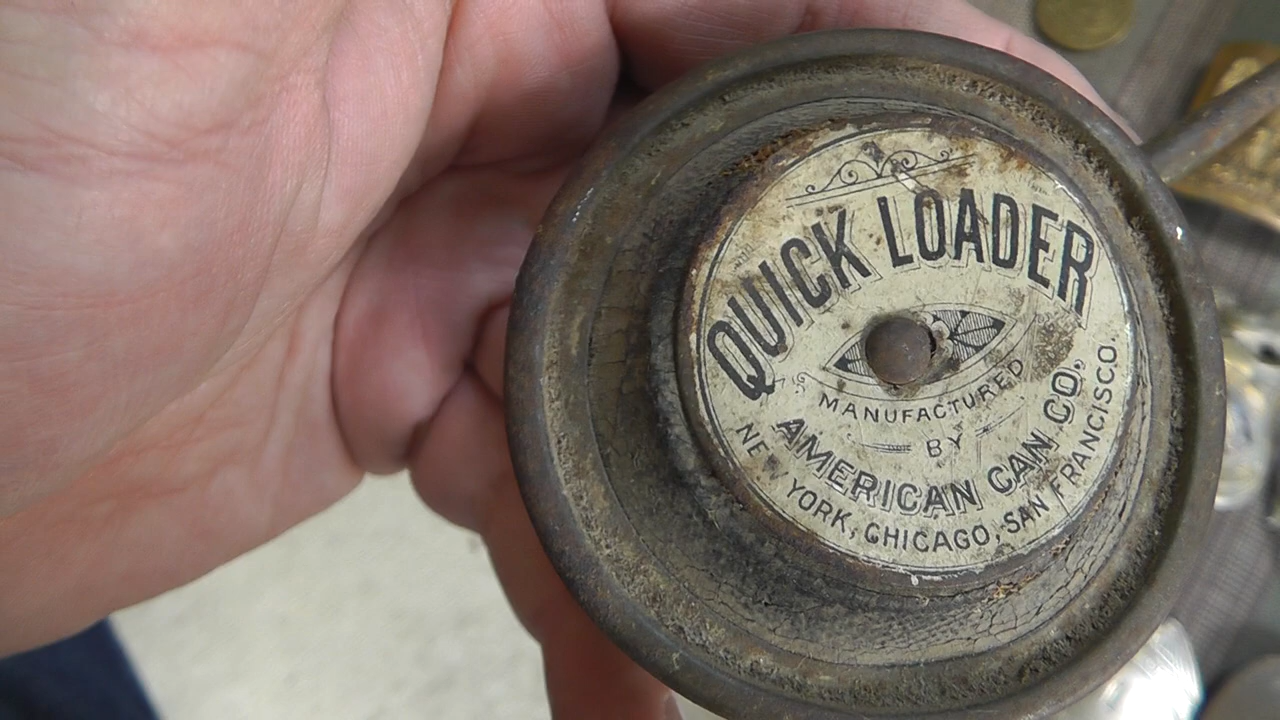 QUICK LOADER
MANUFACTURED
BY
AMERICAN CAN CO.
NEW YORK, CHICAGO, SAN FRANCISCO.